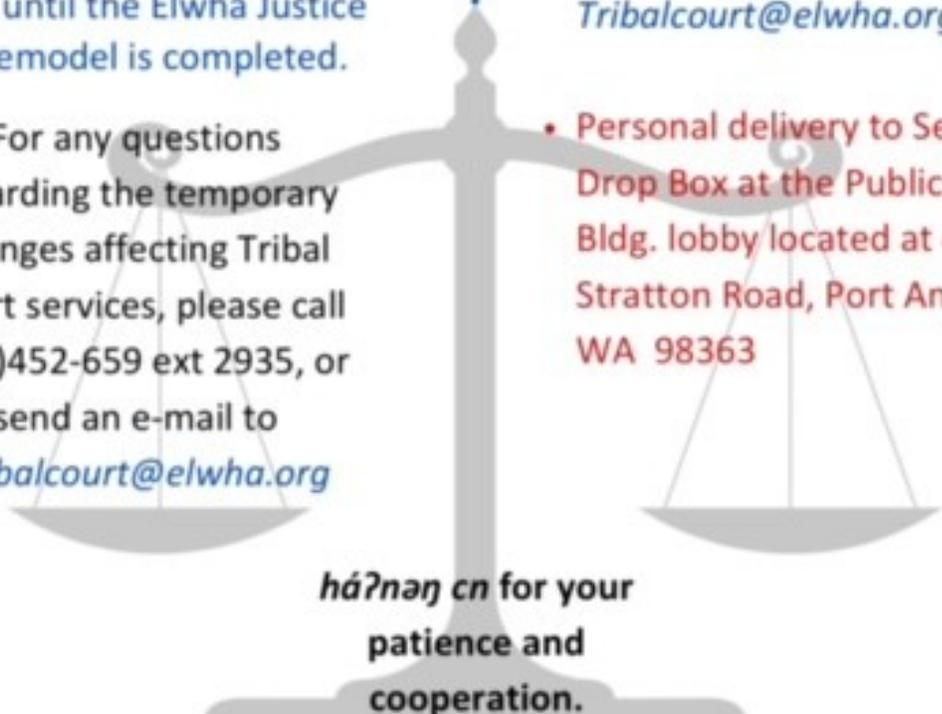 until the Elwha Justice
emodel is completed.
For any questions
arding the temporary
nges affecting Tribal
rt services, please call
)452-659 ext 2935, or
send an e-mail to
balcourt@elwha.org
Tribalcourt@elwha.org
• Personal delivery to Se
Drop Box at the Public
Bldg. lobby located at
Stratton Road, Port An
WA 98363
háʔnəŋ cn for your
patience and
cooperation.